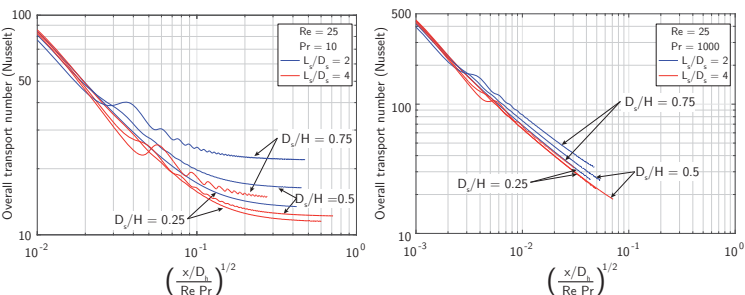 Overall transport number (Nusselt)
100
50
10
Re = 25
Pr = 10
L_s/D_s = 2
L_s/D_s = 4
D_s/H = 0.75
D_s/H = 0.5
D_s/H = 0.25
10^-2
10^-1
10^0
(x/D_h / Re Pr)^1/2
Overall transport number (Nusselt)
500
100
10
Re = 25
Pr = 1000
L_s/D_s = 2
L_s/D_s = 4
D_s/H = 0.75
D_s/H = 0.5
D_s/H = 0.25
10^-3
10^-2
10^-1
10^0
(x/D_h / Re Pr)^1/2